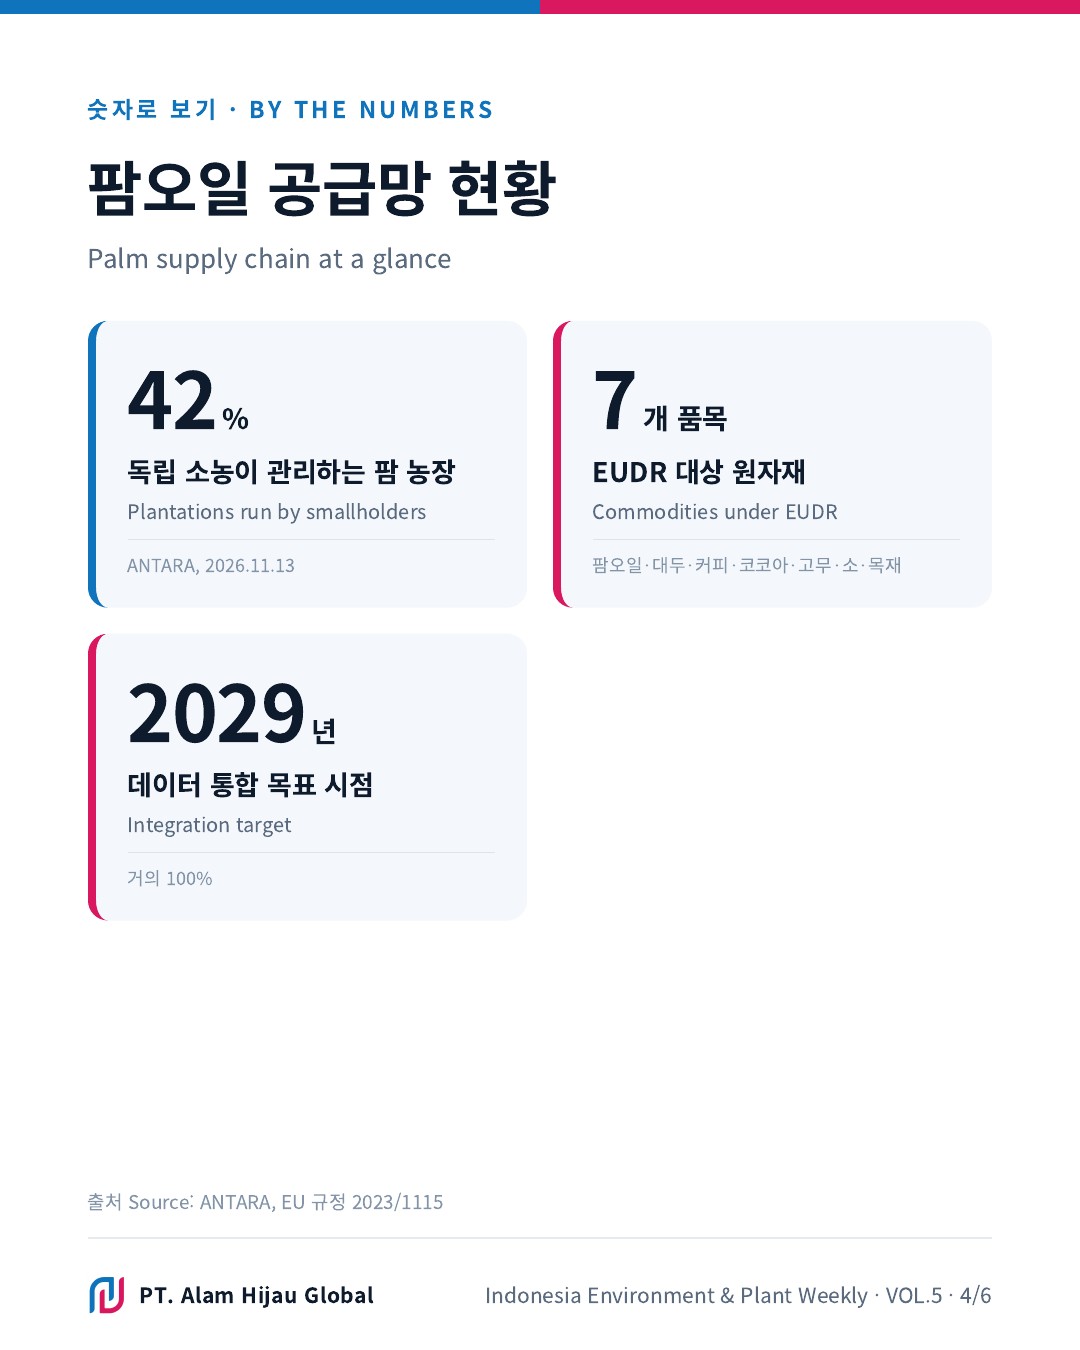 숫자로 보기 · BY THE NUMBERS
팜오일 공급망 현황
Palm supply chain at a glance
42 %
독립 소농이 관리하는 팜 농장
Plantations run by smallholders
ANTARA, 2026.11.13
7 개 품목
EUDR 대상 원자재
Commodities under EUDR
팜오일·대두·커피·코코아·고무·소·목재
2029 년
데이터 통합 목표 시점
Integration target
거의 100%
출처 Source: ANTARA, EU 규정 2023/1115
PT. Alam Hijau Global
Indonesia Environment & Plant Weekly · VOL.5 · 4/6